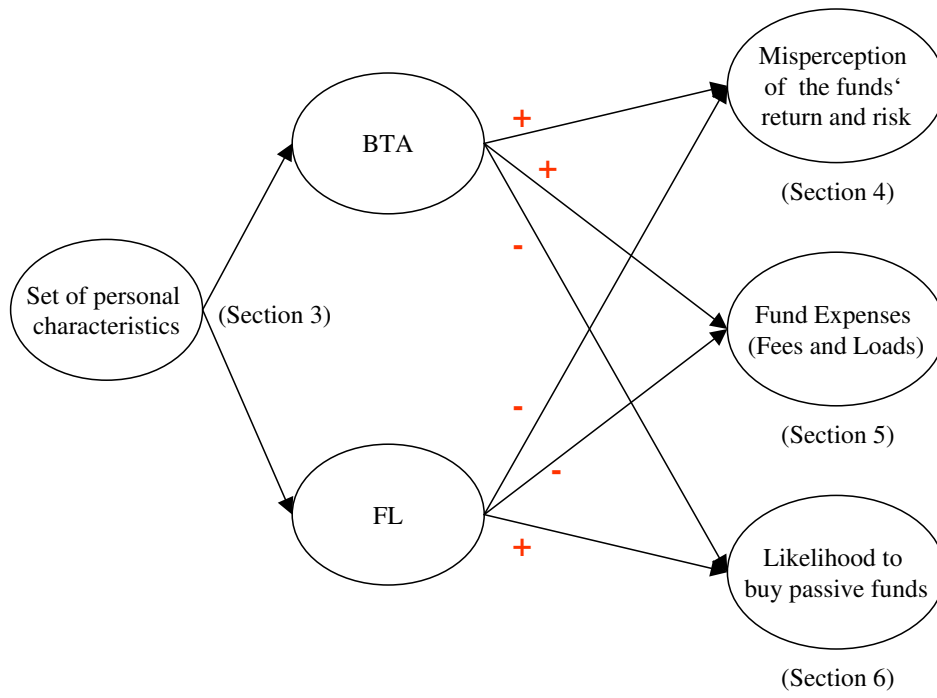 Misperception
of the funds‘
return and risk
(Section 4)
BTA
+
+
-
Set of personal
characteristics
(Section 3)
Fund Expenses
(Fees and Loads)
(Section 5)
-
-
+
FL
Likelihood to
buy passive funds
(Section 6)